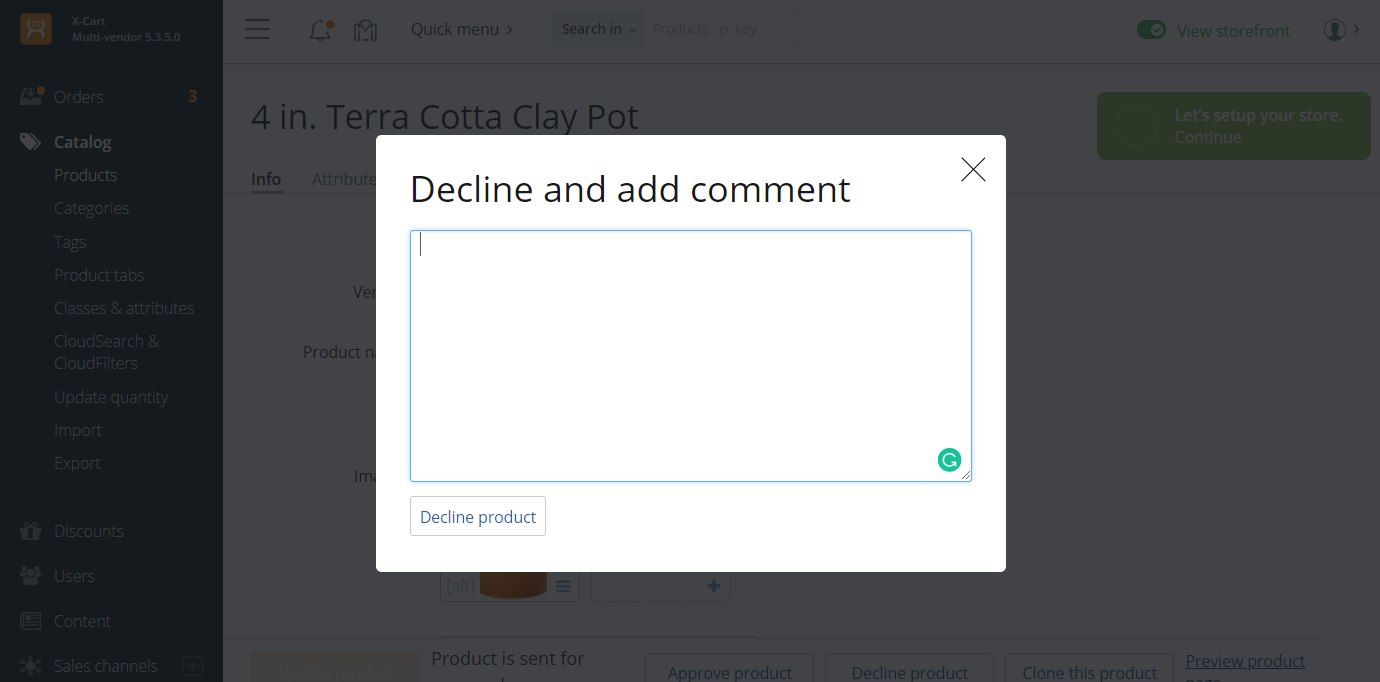 X-Cart
Multi-vendor 5.3.5.0
Quick menu
Search in
Products - p: key
View storefront
Orders 3
Catalog
Products
Categories
Tags
Product tabs
Classes & attributes
CloudSearch &
CloudFilters
Update quantity
Import
Export
Discounts
Users
Content
Sales channels
4 in. Terra Cotta Clay Pot
Let's setup your store.
Continue
Info
Attribute
Ver
Product na
Ima
Decline and add comment
Decline product
[alt]
Product is sent for
Approve product
Decline product
Clone this product
Preview product